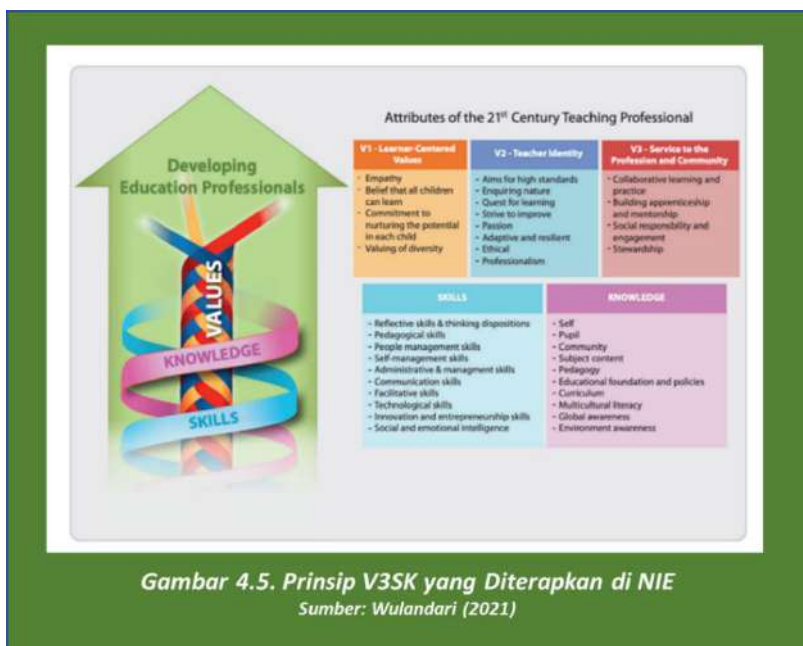 Developing
Education Professionals
VALUES
KNOWLEDGE
SKILLS
Attributes of the 21st Century Teaching Professional
V1 - Learner-Centered
Values
- Empathy
- Belief that all children
can learn
- Commitment to
nurturing the potential
in each child
- Valuing of diversity
V2 - Teacher Identity
- Aims for high standards
- Enquiring nature
- Quest for learning
- Strive to improve
- Passion
- Adaptive and resilient
- Ethical
- Professionalism
V3 - Service to the
Profession and Community
- Collaborative learning and
practice
- Building apprenticeship
and mentorship
- Social responsibility and
engagement
- Stewardship
SKILLS
- Reflective skills & thinking dispositions
- Pedagogical skills
- People management skills
- Self-management skills
- Administrative & managment skills
- Communication skills
- Facilitative skills
- Technological skills
- Innovation and entrepreneurship skills
- Social and emotional intelligence
KNOWLEDGE
- Self
- Pupil
- Community
- Subject content
- Pedagogy
- Educational foundation and policies
- Curriculum
- Multicultural literacy
- Global awareness
- Environment awareness
Gambar 4.5. Prinsip V3SK yang Diterapkan di NIE
Sumber: Wulandari (2021)